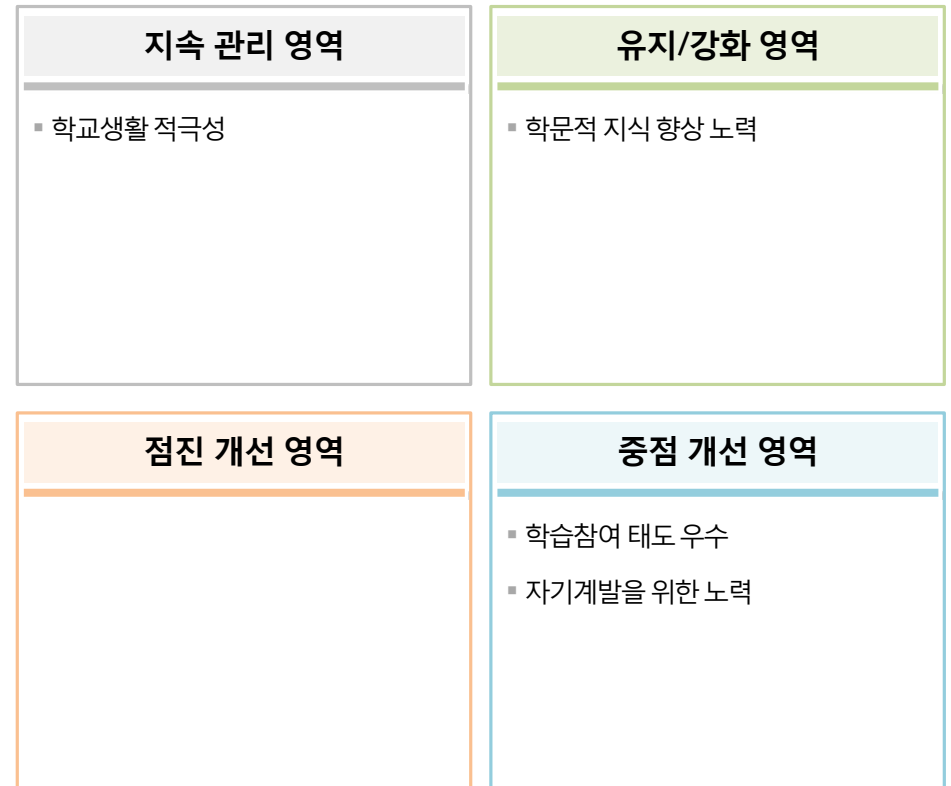 지속 관리 영역
▪ 학교생활 적극성
유지/강화 영역
▪ 학문적 지식 향상 노력
점진 개선 영역
중점 개선 영역
▪ 학습참여 태도 우수
▪ 자기계발을 위한 노력